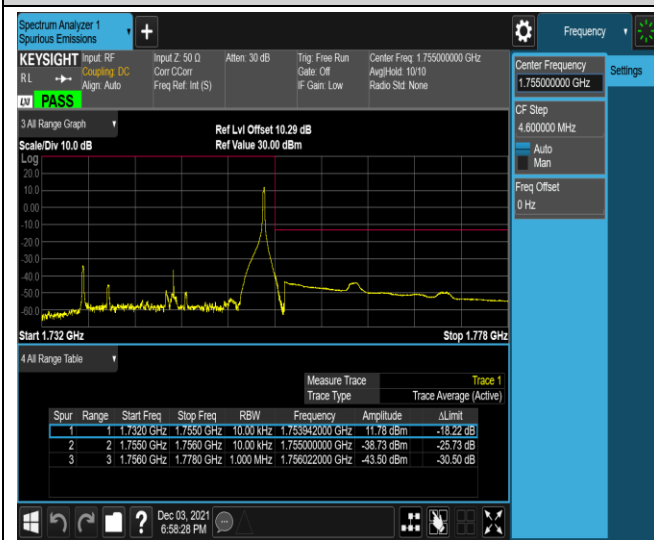 Spectrum Analyzer 1
Spurious Emissions
+
Frequency
KEYSIGHT
RL
LXI PASS
Input: RF
Coupling: DC
Align: Auto
Input Z: 50 Ω
Corr CCorr
Freq Ref: Int (S)
Atten: 30 dB
Trig: Free Run
Gate: Off
IF Gain: Low
Center Freq: 1.755000000 GHz
Avg|Hold: 10/10
Radio Std: None
Center Frequency
1.755000000 GHz
Settings
CF Step
4.600000 MHz
Auto
Man
Freq Offset
0 Hz
3 All Range Graph
Scale/Div 10.0 dB
Ref Lvl Offset 10.29 dB
Ref Value 30.00 dBm
Log
20.0
10.0
0.00
-10.0
-20.0
-30.0
-40.0
-50.0
-60.0
Start 1.732 GHz
Stop 1.778 GHz
4 All Range Table
Measure Trace Trace 1
Trace Type Trace Average (Active)
Spur Range Start Freq Stop Freq RBW Frequency Amplitude ΔLimit
1 1 1.7320 GHz 1.7550 GHz 10.00 kHz 1.753942000 GHz 11.78 dBm -18.22 dB
2 2 1.7550 GHz 1.7560 GHz 10.00 kHz 1.755000000 GHz -38.73 dBm -25.73 dB
3 3 1.7560 GHz 1.7780 GHz 1.000 MHz 1.756022000 GHz -43.50 dBm -30.50 dB
?
Dec 03, 2021
6:58:28 PM